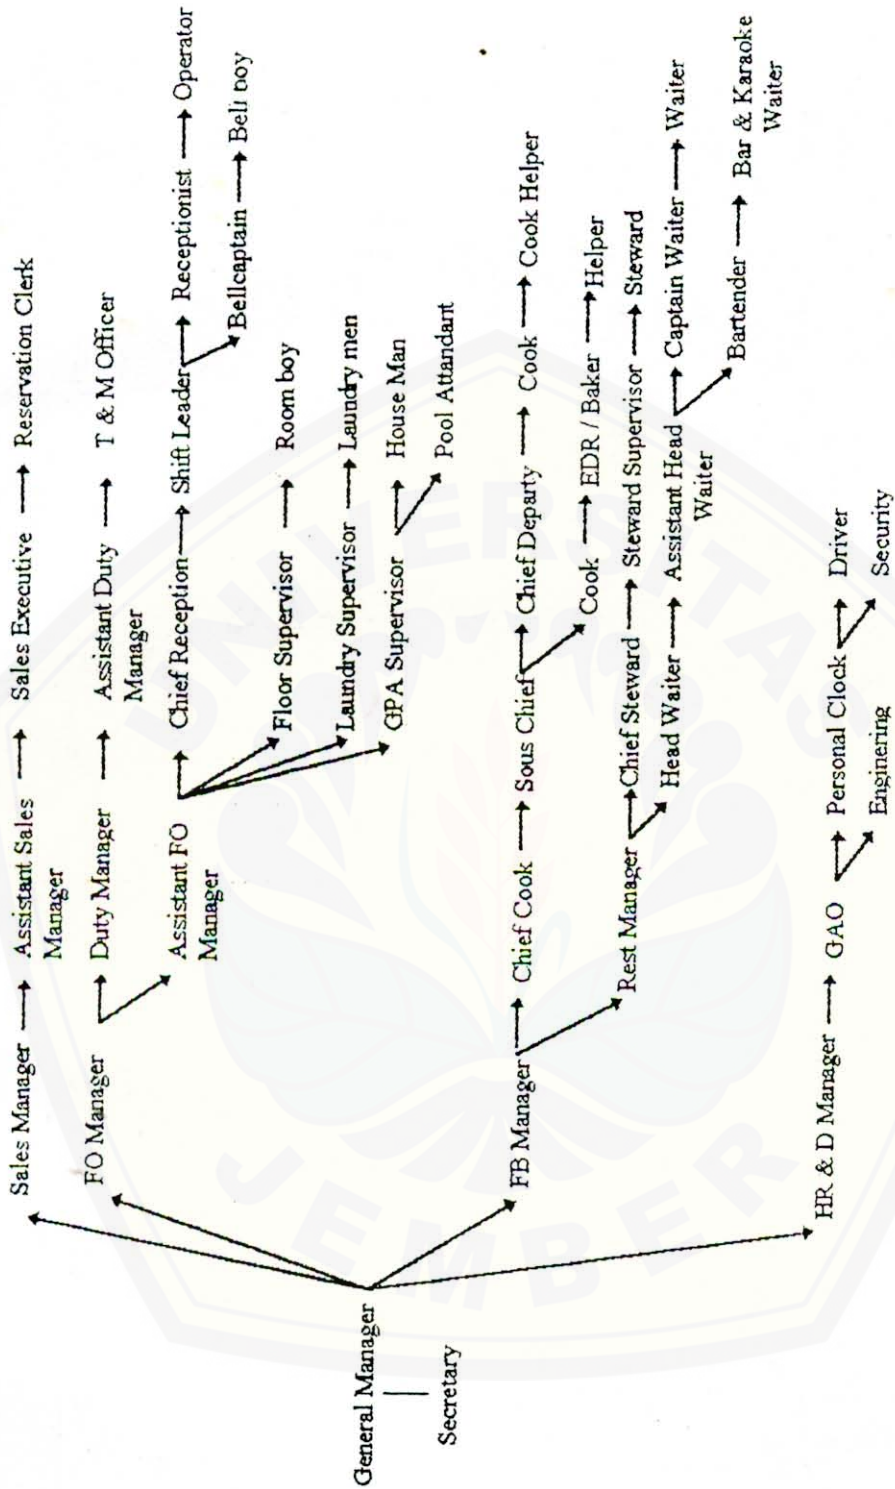 Sales Manager → Assistant Sales → Sales Executive → Reservation Clerk
Manager
FO Manager → Duty Manager → Assistant Duty → T & M Officer
Manager
Assistant FO → Chief Reception → Shift Leader → Receptionist → Operator
Manager
Bellcaptain → Bell boy
Floor Supervisor → Room boy
Laundry Supervisor → Laundry men
GPA Supervisor → House Man
Pool Attandant
General Manager
Secretary
FB Manager → Chief Cook → Sous Chief → Chief Departy → Cook → Cook Helper
Cook → EDR / Baker → Helper
Rest Manager → Chief Steward → Steward Supervisor → Steward
Head Waiter → Assistant Head → Captain Waiter → Waiter
Waiter
Bartender → Bar & Karaoke
Waiter
HR & D Manager → GAO → Personal Clock → Driver
Security
Enginering
UNIVERSITAS
JEMBER